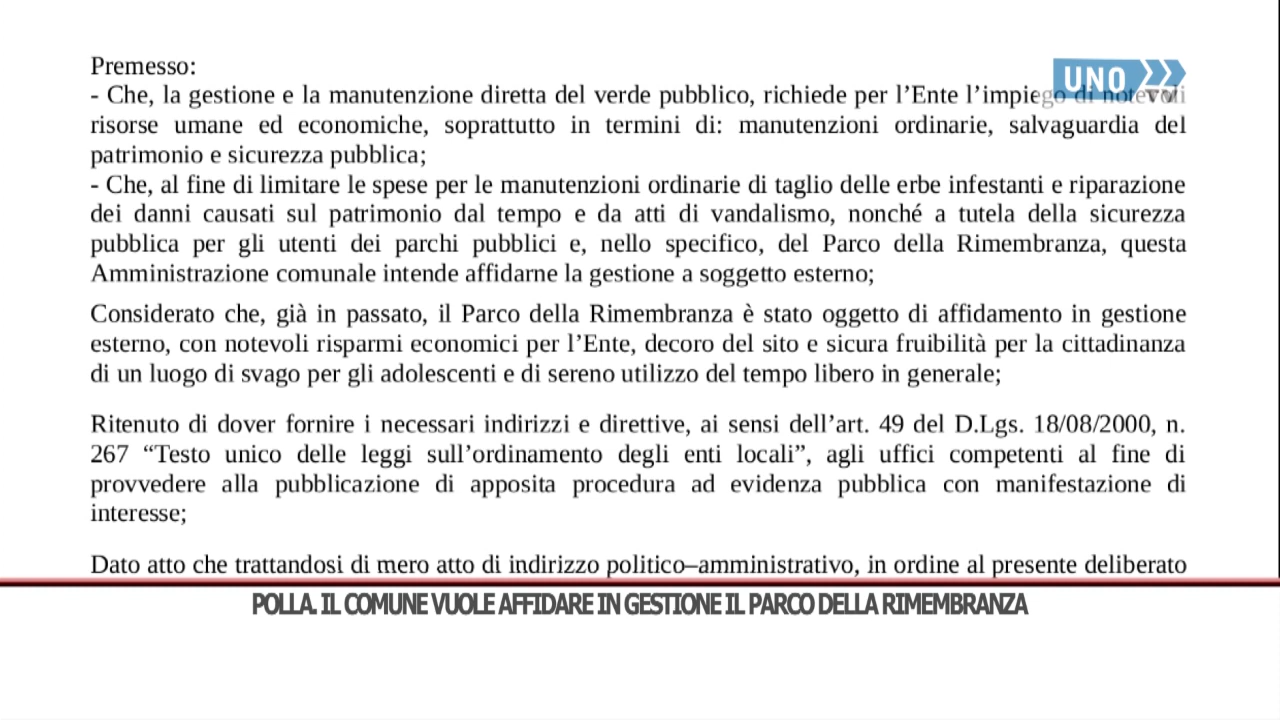 Premesso:
UNO
- Che, la gestione e la manutenzione diretta del verde pubblico, richiede per l’Ente l’impiego di notevoli
risorse umane ed economiche, soprattutto in termini di: manutenzioni ordinarie, salvaguardia del
patrimonio e sicurezza pubblica;
- Che, al fine di limitare le spese per le manutenzioni ordinarie di taglio delle erbe infestanti e riparazione
dei danni causati sul patrimonio dal tempo e da atti di vandalismo, nonché a tutela della sicurezza
pubblica per gli utenti dei parchi pubblici e, nello specifico, del Parco della Rimembranza, questa
Amministrazione comunale intende affidarne la gestione a soggetto esterno;
Considerato che, già in passato, il Parco della Rimembranza è stato oggetto di affidamento in gestione
esterno, con notevoli risparmi economici per l’Ente, decoro del sito e sicura fruibilità per la cittadinanza
di un luogo di svago per gli adolescenti e di sereno utilizzo del tempo libero in generale;
Ritenuto di dover fornire i necessari indirizzi e direttive, ai sensi dell’art. 49 del D.Lgs. 18/08/2000, n.
267 “Testo unico delle leggi sull’ordinamento degli enti locali”, agli uffici competenti al fine di
provvedere alla pubblicazione di apposita procedura ad evidenza pubblica con manifestazione di
interesse;
Dato atto che trattandosi di mero atto di indirizzo politico–amministrativo, in ordine al presente deliberato
POLLA. IL COMUNE VUOLE AFFIDARE IN GESTIONE IL PARCO DELLA RIMEMBRANZA